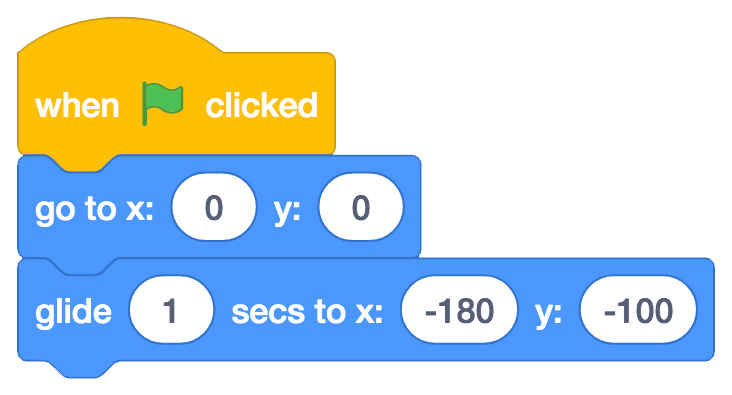 when clicked
go to x: 0 y: 0
glide 1 secs to x: -180 y: -100